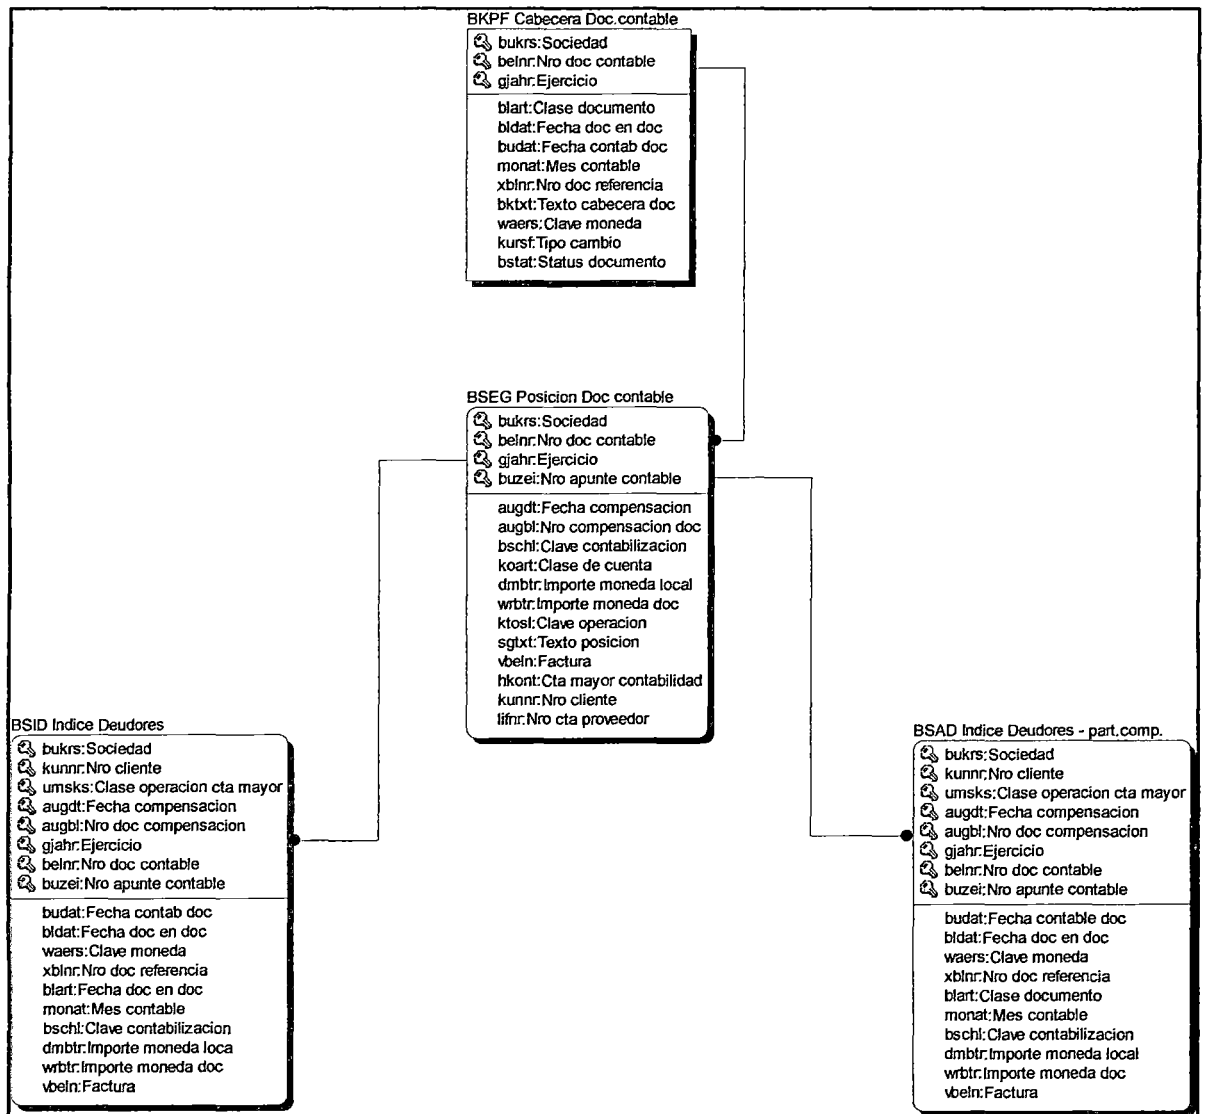 BKPF Cabecera Doc.contable
bukrs:Sociedad
belnr:Nro doc contable
gjahr:Ejercicio
blart:Clase documento
bldat:Fecha doc en doc
budat:Fecha contab doc
monat:Mes contable
xblnr:Nro doc referencia
bktxt:Texto cabecera doc
waers:Clave moneda
kursf:Tipo cambio
bstat:Status documento
BSEG Posicion Doc contable
bukrs:Sociedad
belnr:Nro doc contable
gjahr:Ejercicio
buzei:Nro apunte contable
augdt:Fecha compensacion
augbl:Nro compensacion doc
bschl:Clave contabilizacion
koart:Clase de cuenta
dmbtr:Importe moneda local
wrbtr:Importe moneda doc
ktosl:Clave operacion
sgtxt:Texto posicion
vbeln:Factura
hkont:Cta mayor contabilidad
kunnr:Nro cliente
lifnr:Nro cta proveedor
BSID Indice Deudores
bukrs:Sociedad
kunnr:Nro cliente
umsks:Clase operacion cta mayor
augdt:Fecha compensacion
augbl:Nro doc compensacion
gjahr:Ejercicio
belnr:Nro doc contable
buzei:Nro apunte contable
budat:Fecha contab doc
bldat:Fecha doc en doc
waers:Clave moneda
xblnr:Nro doc referencia
blart:Fecha doc en doc
monat:Mes contable
bschl:Clave contabilizacion
dmbtr:Importe moneda loca
wrbtr:Importe moneda doc
vbeln:Factura
BSAD Indice Deudores - part.comp.
bukrs:Sociedad
kunnr:Nro cliente
umsks:Clase operacion cta mayor
augdt:Fecha compensacion
augbl:Nro doc compensacion
gjahr:Ejercicio
belnr:Nro doc contable
buzei:Nro apunte contable
budat:Fecha contable doc
bldat:Fecha doc en doc
waers:Clave moneda
xblnr:Nro doc referencia
blart:Clase documento
monat:Mes contable
bschl:Clave contabilizacion
dmbtr:Importe moneda local
wrbtr:Importe moneda doc
vbeln:Factura